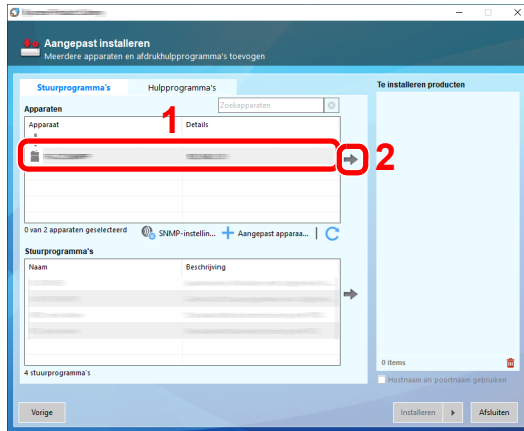 Aangepast installeren
Meerdere apparaten en afdrukhulpprogramma's toevogen
Stuurprogramma's
Hulpprogramma's
Te installeren producten
Apparaten
Zoekapparaten
1
Apparaat
Details
2
0 van 2 apparaten geselecteerd
SNMP-instellin...
Aangepast apparaa...
Stuurprogramma's
Naam
Beschrijving
4 stuurprogramma's
0 items
Hostnaam als poortnaam gebruiken
Vorige
Installeren
Afsluiten